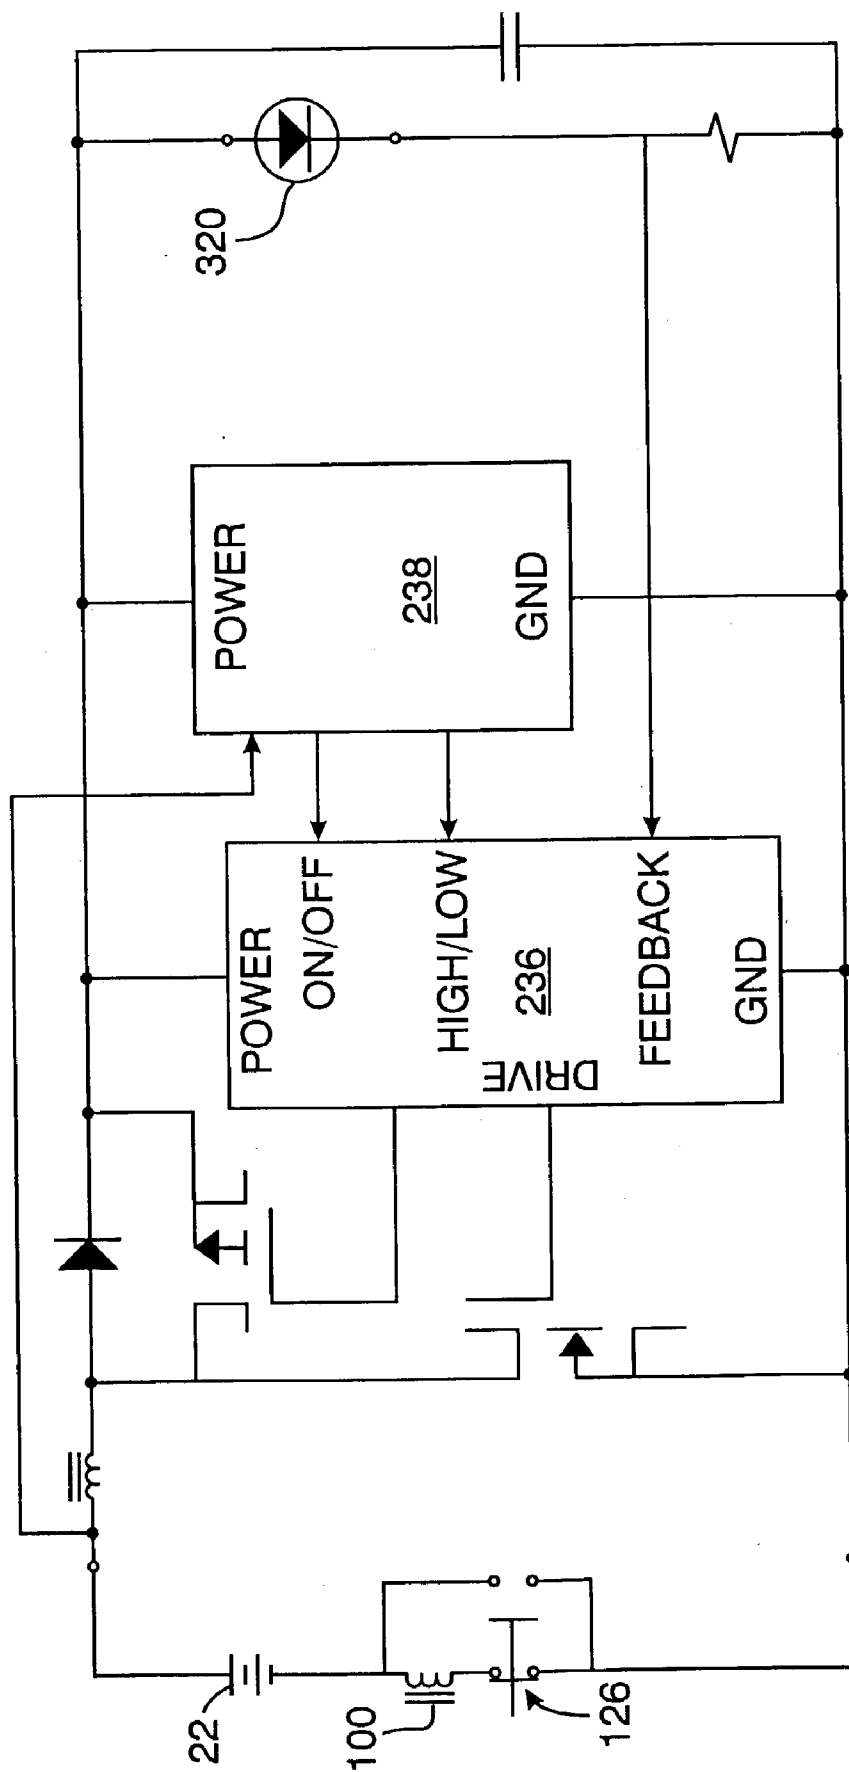 320
POWER
238
GND
POWER
ON/OFF
HIGH/LOW
236
FEEDBACK
GND
DRIVE
22
100
126